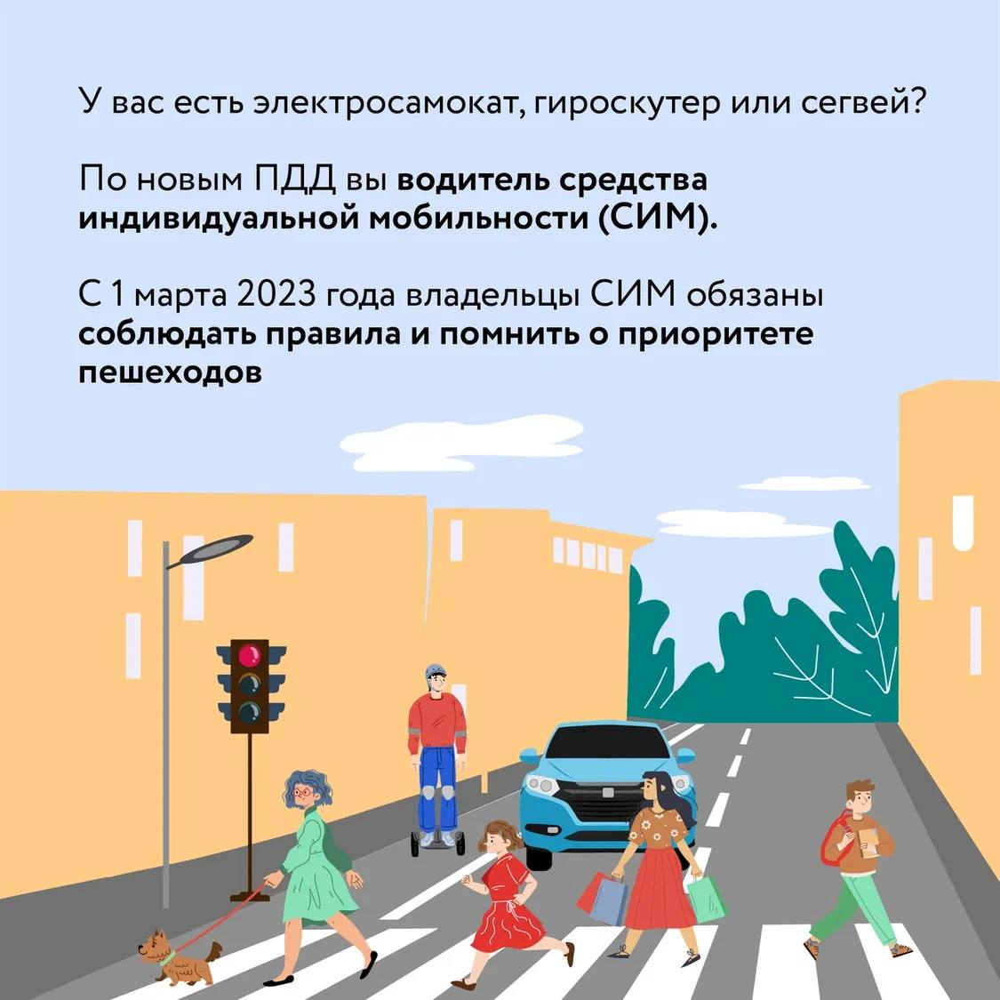 У вас есть электросамокат, гироскутер или сегвей?
По новым ПДД вы водитель средства
индивидуальной мобильности (СИМ).
С 1 марта 2023 года владельцы СИМ обязаны
соблюдать правила и помнить о приоритете
пешеходов